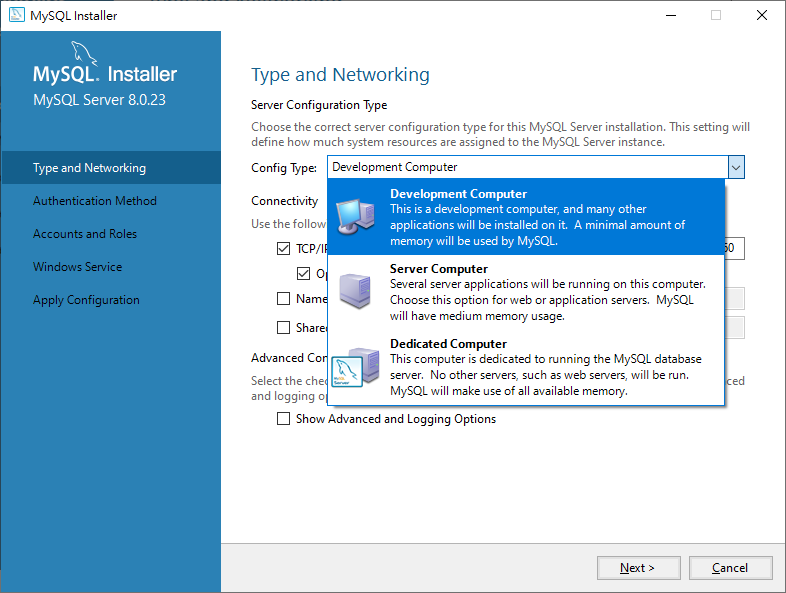 MySQL Installer
MySQL. Installer
MySQL Server 8.0.23
Type and Networking
Authentication Method
Accounts and Roles
Windows Service
Apply Configuration
Type and Networking
Server Configuration Type
Choose the correct server configuration type for this MySQL Server installation. This setting will
define how much system resources are assigned to the MySQL Server instance.
Config Type: Development Computer
Development Computer
This is a development computer, and many other
applications will be installed on it. A minimal amount of
memory will be used by MySQL.
Server Computer
Several server applications will be running on this computer.
Choose this option for web or application servers. MySQL
will have medium memory usage.
Dedicated Computer
This computer is dedicated to running the MySQL database
server. No other servers, such as web servers, will be run.
MySQL will make use of all available memory.
Connectivity
Use the follow
TCP/IP
Op
Name
Share
Advanced Con
Select the che
and logging op
Show Advanced and Logging Options
Next >
Cancel